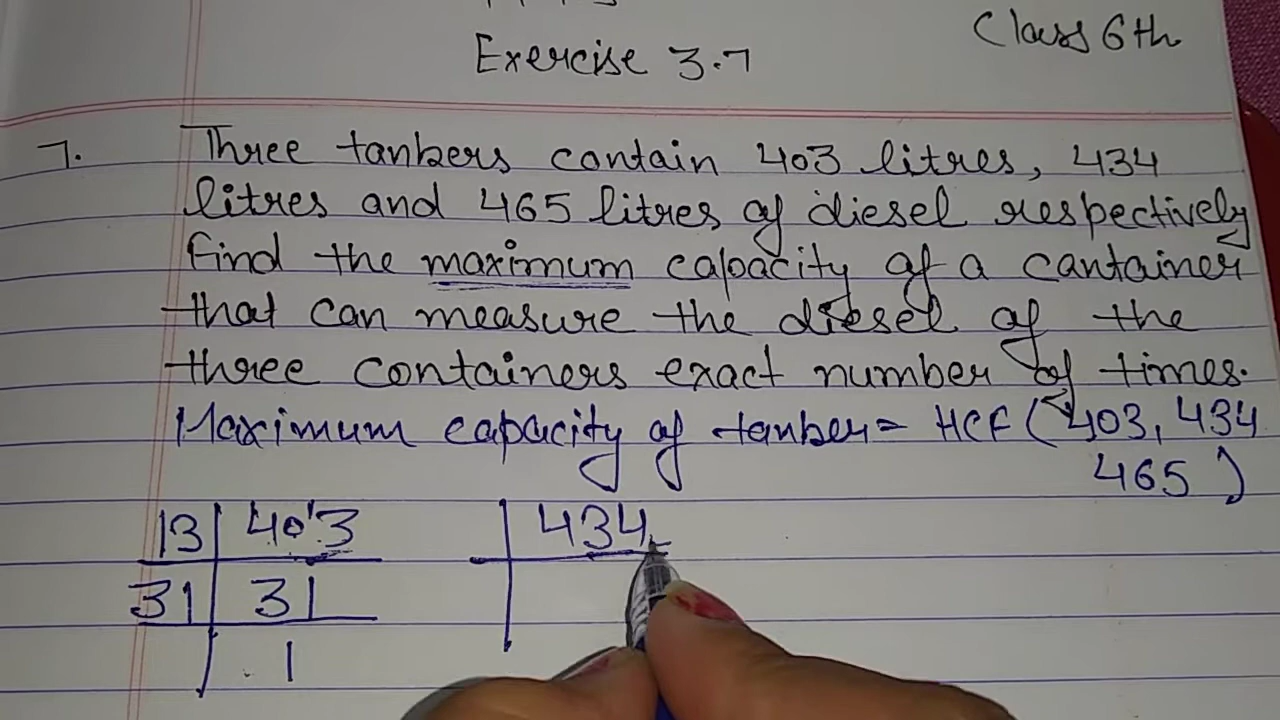 Class 6th
Exercise 3.7
7. Three tankers contain 403 litres, 434
litres and 465 litres of diesel respectively
find the maximum capacity of a cantainer
that can measure the diesel of the
three containers exact number of times.
Maximum capacity of tanker = HCF (403, 434
465)
13 403 434
31 31
1